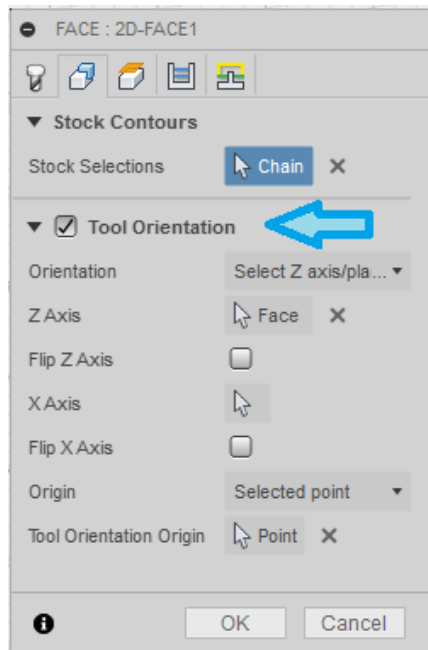 FACE : 2D-FACE1
Stock Contours
Stock Selections Chain
Tool Orientation
Orientation Select Z axis/pla...
Z Axis Face
Flip Z Axis
X Axis
Flip X Axis
Origin Selected point
Tool Orientation Origin Point
OK Cancel